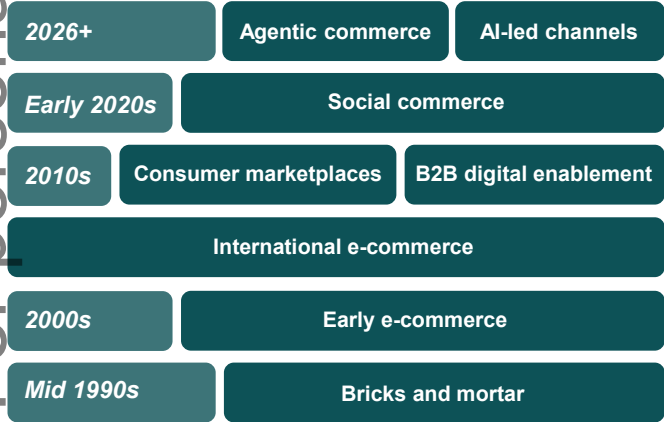 2026+
Agentic commerce
AI-led channels
Early 2020s
Social commerce
2010s
Consumer marketplaces
B2B digital enablement
International e-commerce
2000s
Early e-commerce
Mid 1990s
Bricks and mortar